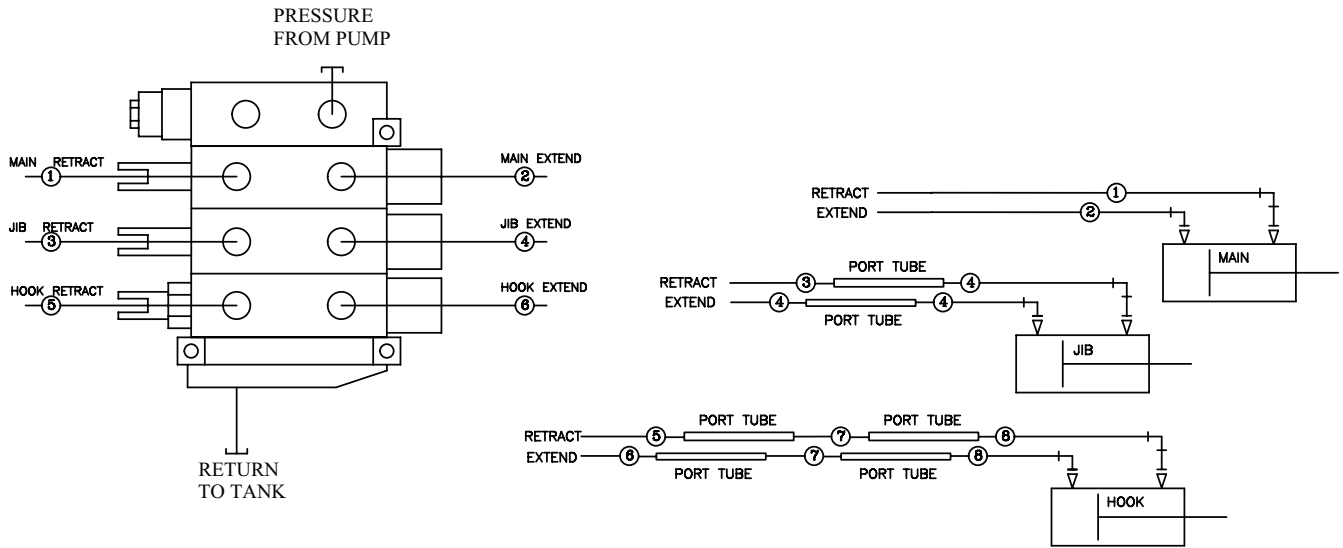 PRESSURE
FROM PUMP
MAIN RETRACT
1
MAIN EXTEND
2
JIB RETRACT
3
JIB EXTEND
4
HOOK RETRACT
5
HOOK EXTEND
6
RETURN
TO TANK
RETRACT 1
EXTEND 2
MAIN
PORT TUBE
RETRACT 3 4
EXTEND 4 4
PORT TUBE
JIB
PORT TUBE PORT TUBE
RETRACT 5 7 8
EXTEND 6 7 8
PORT TUBE PORT TUBE
HOOK